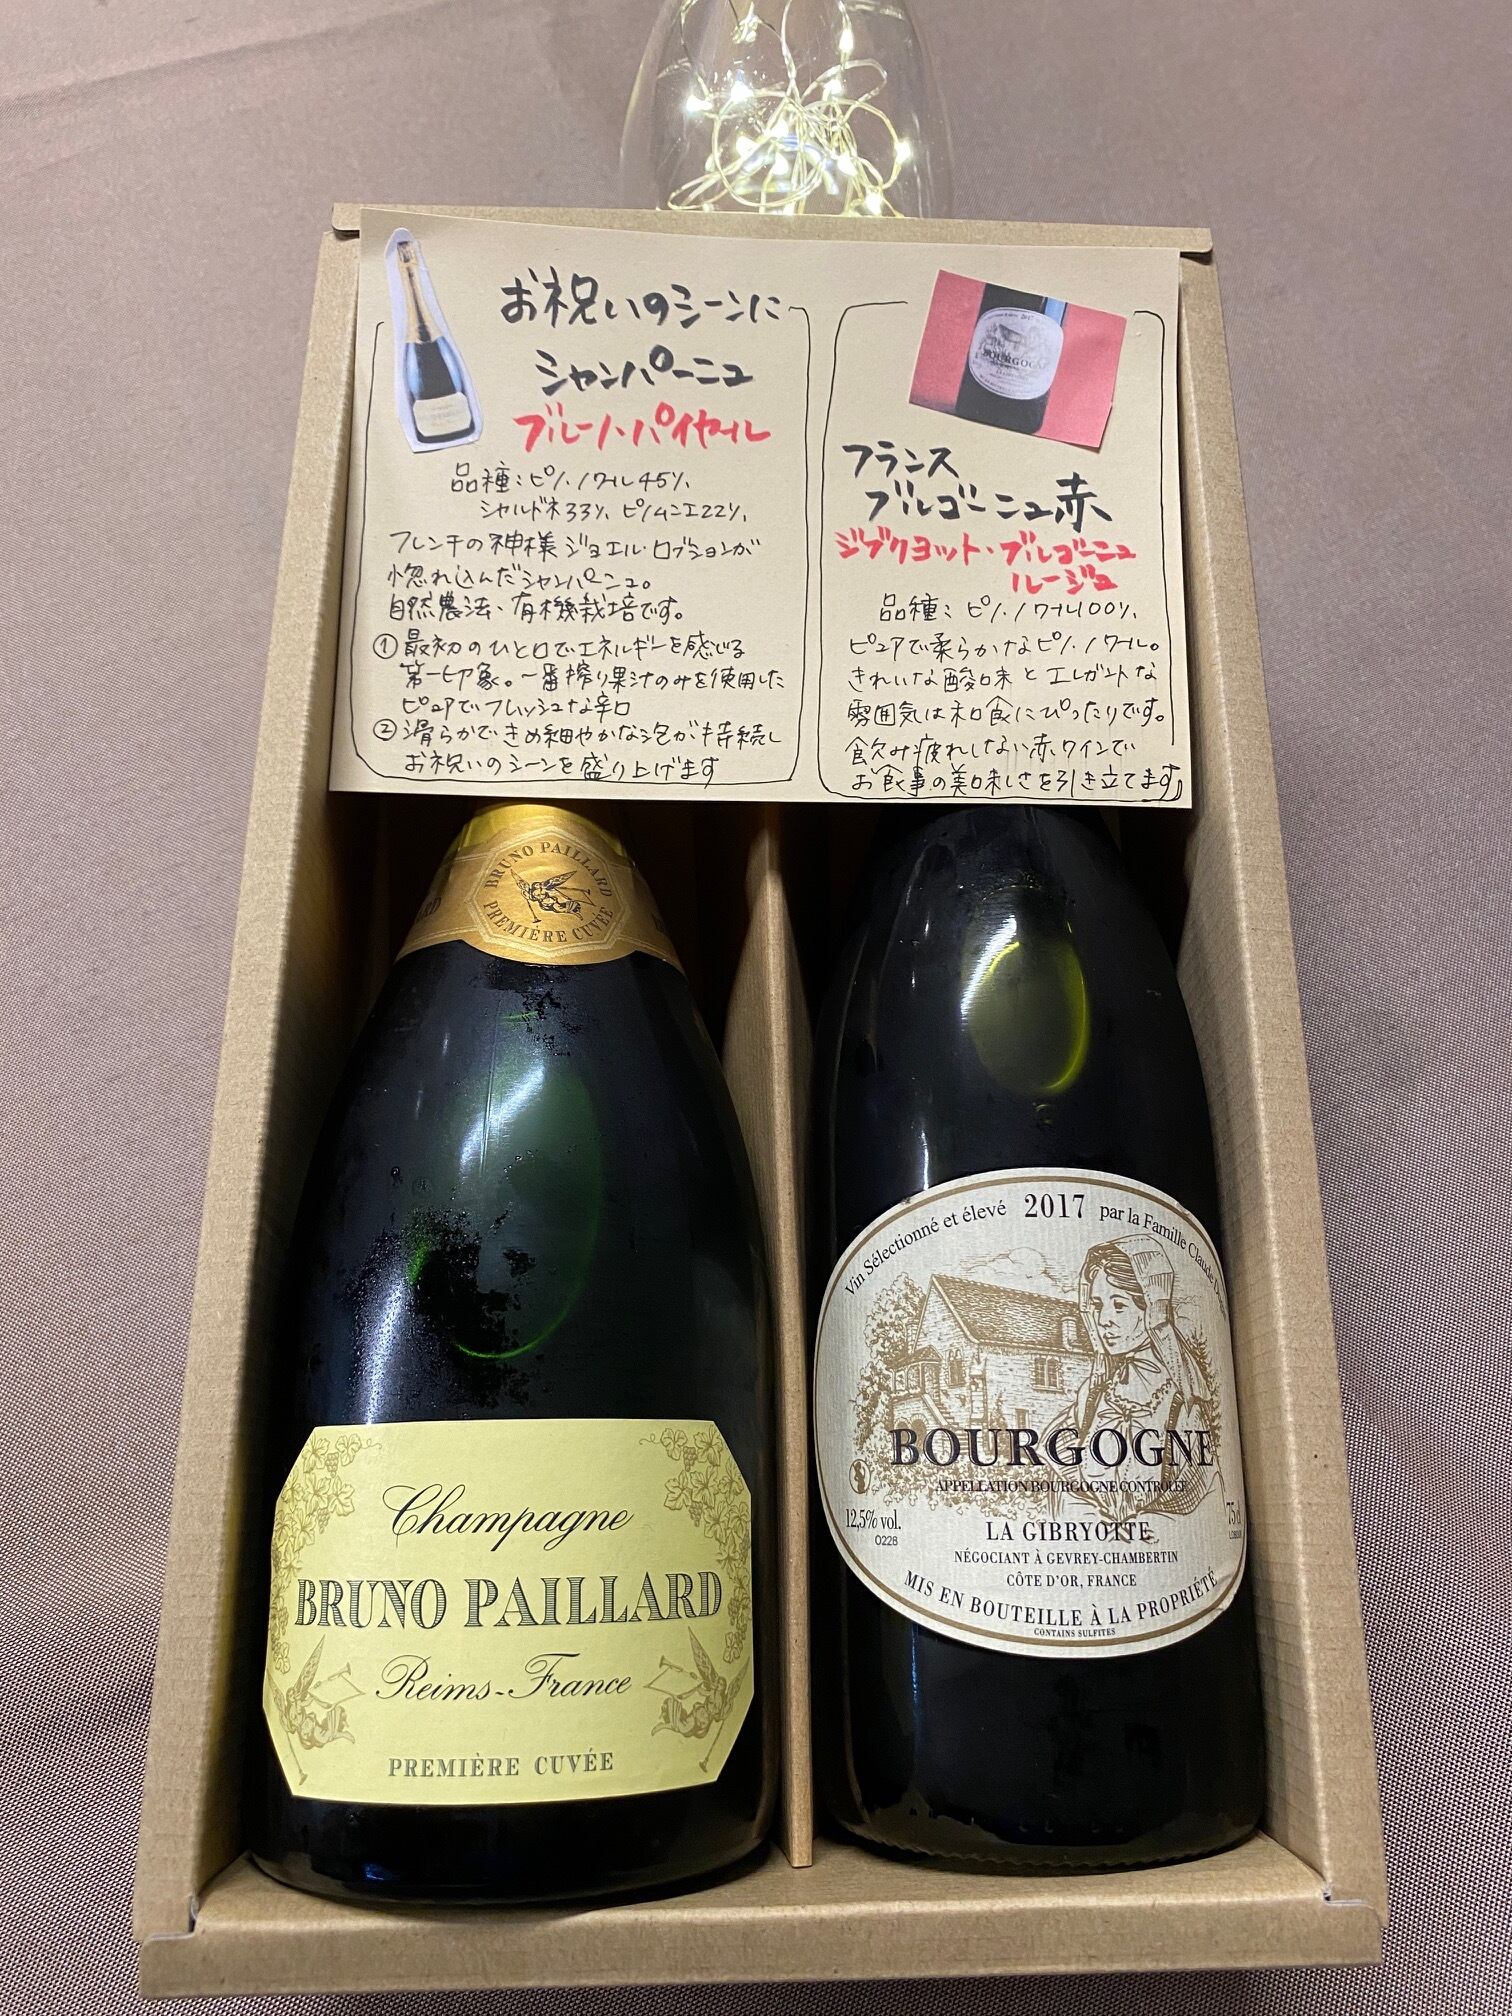 お祝いのシーンに
シャンパーニュ
ブルーノ・パイヤール
品種:ピノ・ノワール45%、
シャルドネ33%、ピノムニエ22%、
フレンチの神様 ジョエル・ロブションが
惚れ込んだシャンパーニュ。
自然農法、有機栽培です。
①最初のひと口でエネルギーを感じる
第一印象。一番搾り果汁のみを使用した
ピュアでフレッシュな辛口
②滑らかできめ細やかな泡が持続し
お祝いのシーンを盛り上げます
2017
BOURGOGNE
フランス
ブルゴーニュ赤
ジブリヨット・ブルゴーニュ
ルージュ
品種:ピノ・ノワール100%、
ピュアで柔らかなピノ・ノワール。
きれいな酸味とエレガントな
雰囲気は和食にぴったりです。
飲み疲れしない赤ワインで
お食事の美味しさを引き立てます
BRUNO PAILLARD
PREMIÈRE CUVÉE
Champagne
BRUNO PAILLARD
Reims-France
PREMIÈRE CUVÉE
Vin Sélectionné et élevé 2017 par la Famille Claude
BOURGOGNE
APPELLATION BOURGOGNE CONTRÔLÉE
12,5% vol.
0228
75
LA GIBRYOTTE
NÉGOCIANT À GEVREY-CHAMBERTIN
CÔTE D'OR, FRANCE
MIS EN BOUTEILLE À LA PROPRIÉTÉ
CONTAINS SULFITES